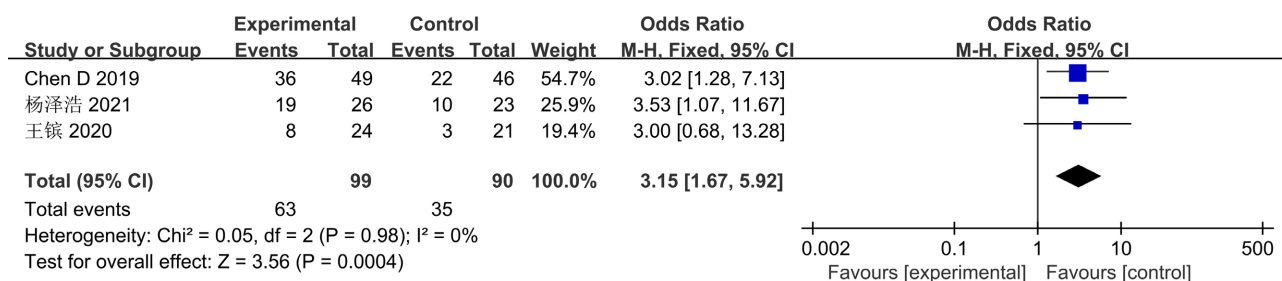 Experimental Control Odds Ratio Odds Ratio
Study or Subgroup Events Total Events Total Weight M-H, Fixed, 95% CI M-H, Fixed, 95% CI
Chen D 2019 36 49 22 46 54.7% 3.02 [1.28, 7.13]
杨泽浩 2021 19 26 10 23 25.9% 3.53 [1.07, 11.67]
王镔 2020 8 24 3 21 19.4% 3.00 [0.68, 13.28]
Total (95% CI) 99 90 100.0% 3.15 [1.67, 5.92]
Total events 63 35
Heterogeneity: Chi² = 0.05, df = 2 (P = 0.98); I² = 0%
Test for overall effect: Z = 3.56 (P = 0.0004)
0.002 0.1 1 10 500
Favours [experimental] Favours [control]